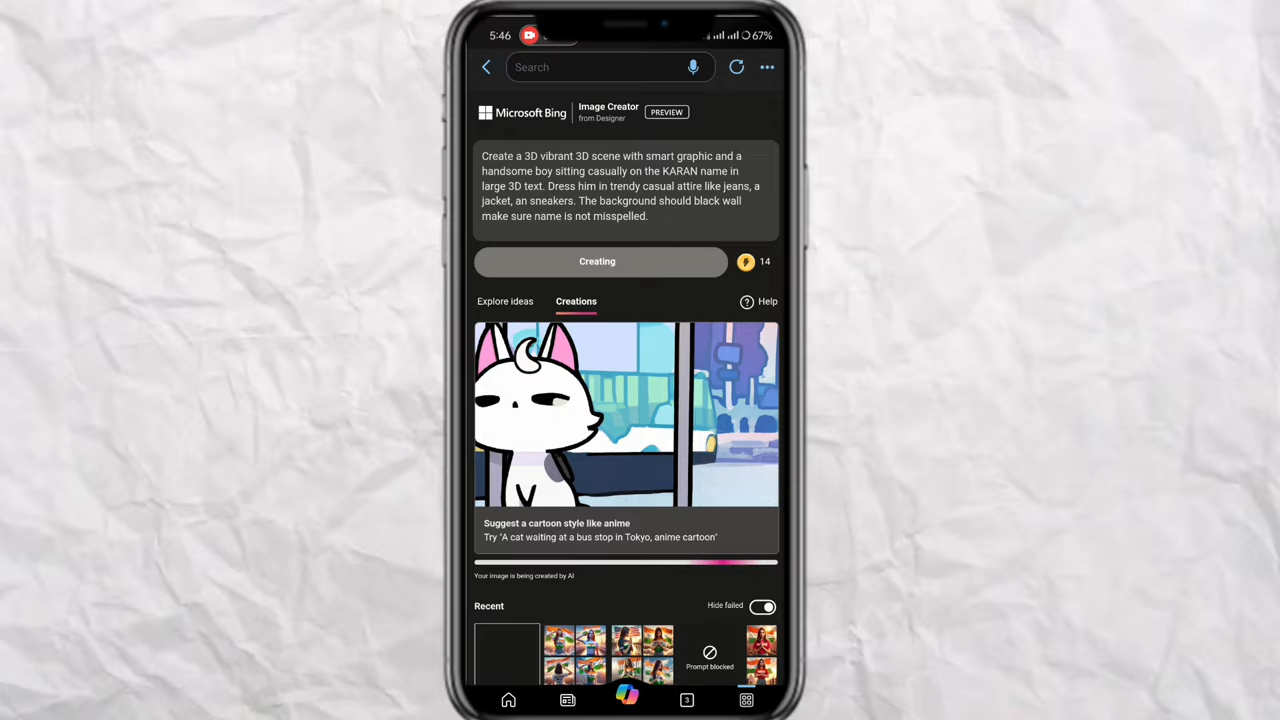 5:46
67%
Search
Microsoft Bing
Image Creator
from Designer
PREVIEW
Create a 3D vibrant 3D scene with smart graphic and a
handsome boy sitting casually on the KARAN name in
large 3D text. Dress him in trendy casual attire like jeans, a
jacket, an sneakers. The background should black wall
make sure name is not misspelled.
Creating
14
Explore ideas
Creations
Help
Suggest a cartoon style like anime
Try "A cat waiting at a bus stop in Tokyo, anime cartoon"
Your image is being created by AI
Recent
Hide failed
Prompt blocked
3